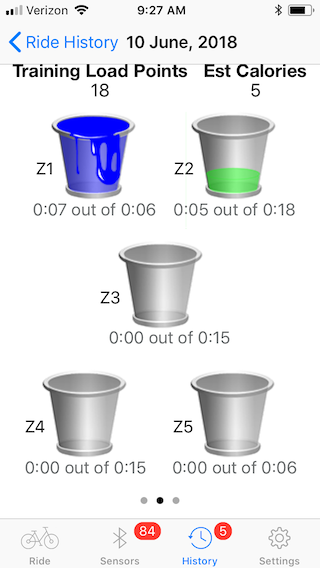 Verizon 9:27 AM
Ride History 10 June, 2018
Training Load Points Est Calories
18 5
Z1 Z2
0:07 out of 0:06 0:05 out of 0:18
Z3
0:00 out of 0:15
Z4 Z5
0:00 out of 0:15 0:00 out of 0:06
84 5
Ride Sensors History Settings